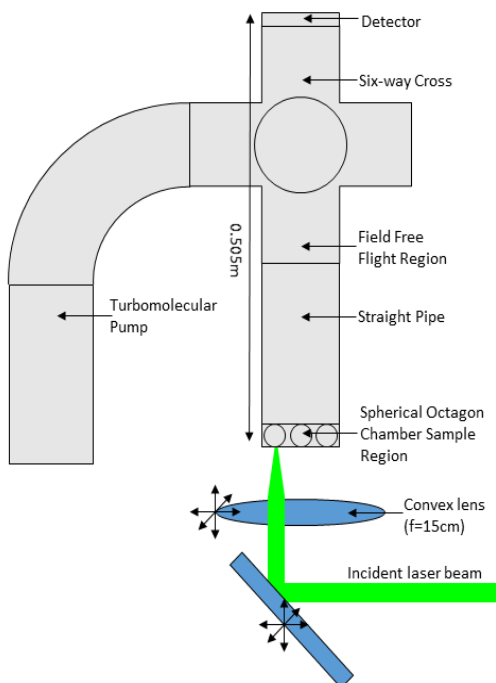 Detector
Six-way Cross
0.505m
Field Free
Flight Region
Turbomolecular
Pump
Straight Pipe
Spherical Octagon
Chamber Sample
Region
Convex lens
(f=15cm)
Incident laser beam